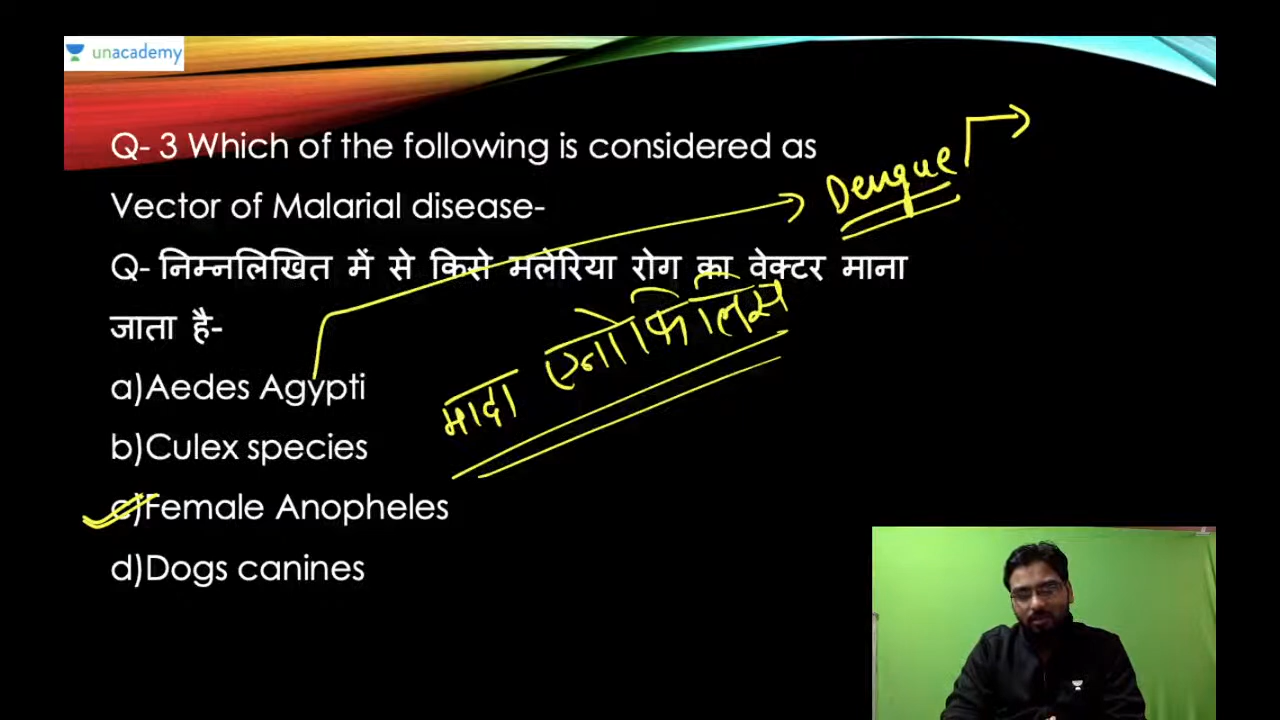 unacademy
Q- 3 Which of the following is considered as
Vector of Malarial disease-
Dengue
Q- निम्नलिखित में से किसे मलेरिया रोग का वेक्टर माना
जाता है-
मादा एनोकिलिस
a)Aedes Agypti
b)Culex species
c)Female Anopheles
d)Dogs canines